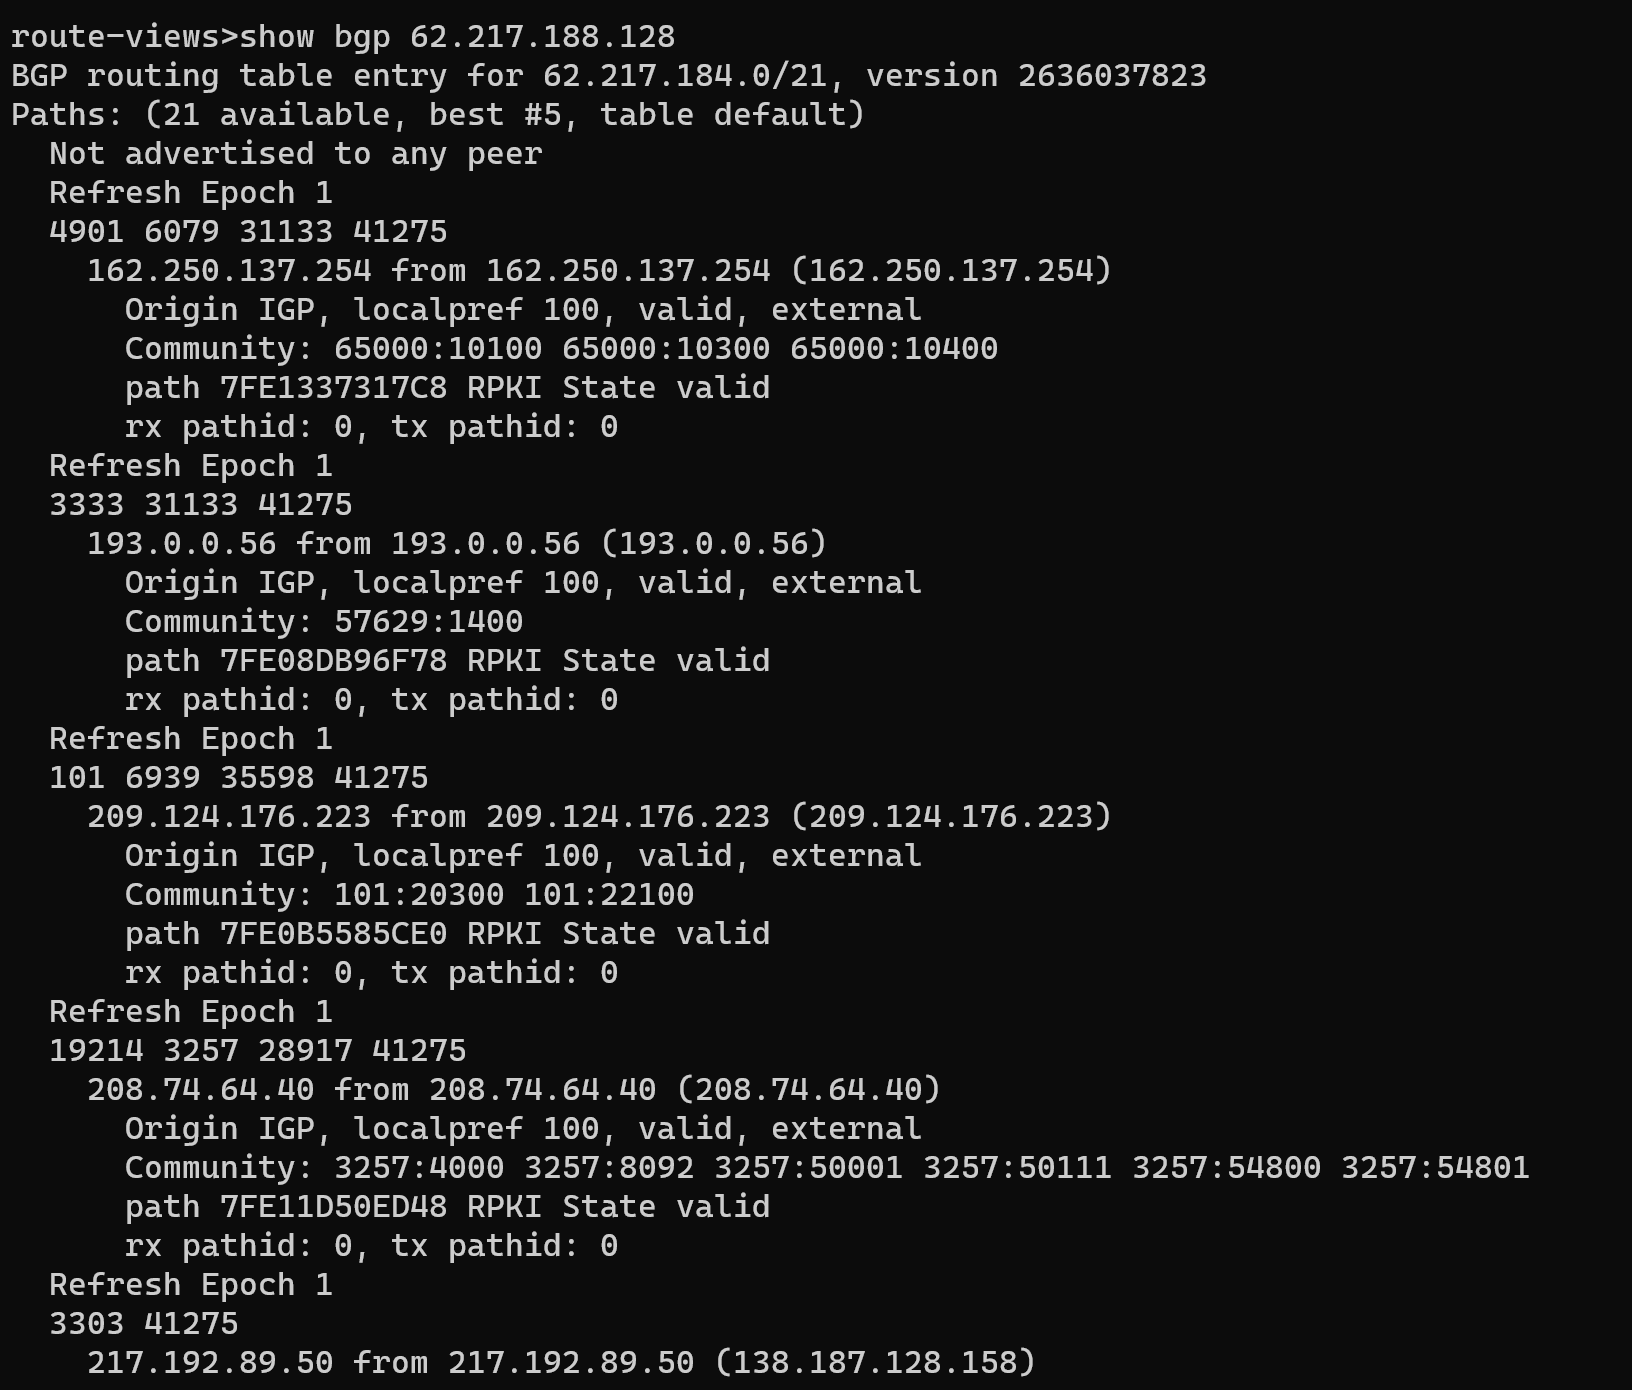 route-views>show bgp 62.217.188.128
BGP routing table entry for 62.217.184.0/21, version 2636037823
Paths: (21 available, best #5, table default)
  Not advertised to any peer
  Refresh Epoch 1
  4901 6079 31133 41275
    162.250.137.254 from 162.250.137.254 (162.250.137.254)
      Origin IGP, localpref 100, valid, external
      Community: 65000:10100 65000:10300 65000:10400
      path 7FE1337317C8 RPKI State valid
      rx pathid: 0, tx pathid: 0
  Refresh Epoch 1
  3333 31133 41275
    193.0.0.56 from 193.0.0.56 (193.0.0.56)
      Origin IGP, localpref 100, valid, external
      Community: 57629:1400
      path 7FE08DB96F78 RPKI State valid
      rx pathid: 0, tx pathid: 0
  Refresh Epoch 1
  101 6939 35598 41275
    209.124.176.223 from 209.124.176.223 (209.124.176.223)
      Origin IGP, localpref 100, valid, external
      Community: 101:20300 101:22100
      path 7FE0B5585CE0 RPKI State valid
      rx pathid: 0, tx pathid: 0
  Refresh Epoch 1
  19214 3257 28917 41275
    208.74.64.40 from 208.74.64.40 (208.74.64.40)
      Origin IGP, localpref 100, valid, external
      Community: 3257:4000 3257:8092 3257:50001 3257:50111 3257:54800 3257:54801
      path 7FE11D50ED48 RPKI State valid
      rx pathid: 0, tx pathid: 0
  Refresh Epoch 1
  3303 41275
    217.192.89.50 from 217.192.89.50 (138.187.128.158)